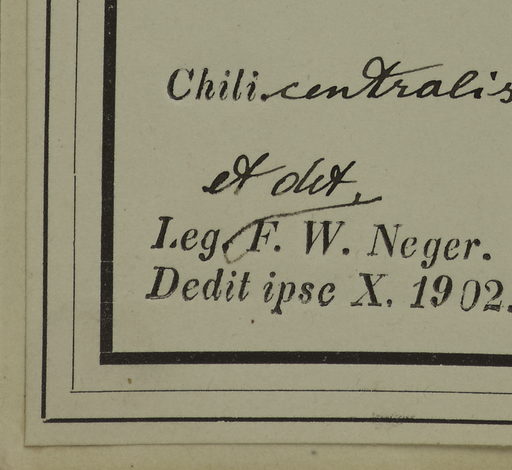 Chili. centralis
et det.
Leg. F. W. Neger.
Dedit ipse X. 1902.